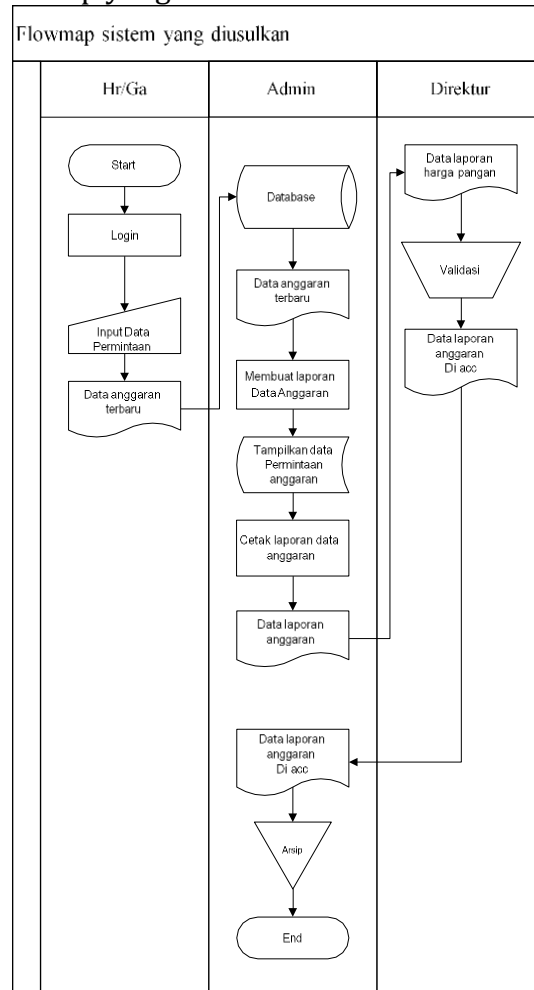 Flowmap sistem yang diusulkan
Hr/Ga
Admin
Direktur
Start
Login
Input Data
Permintaan
Data anggaran
terbaru
Database
Data anggaran
terbaru
Membuat laporan
Data Anggaran
Tampilkan data
Permintaan
anggaran
Cetak laporan data
anggaran
Data laporan
anggaran
Data laporan
harga pangan
Validasi
Data laporan
anggaran
Di acc
Data laporan
anggaran
Di acc
Arsip
End